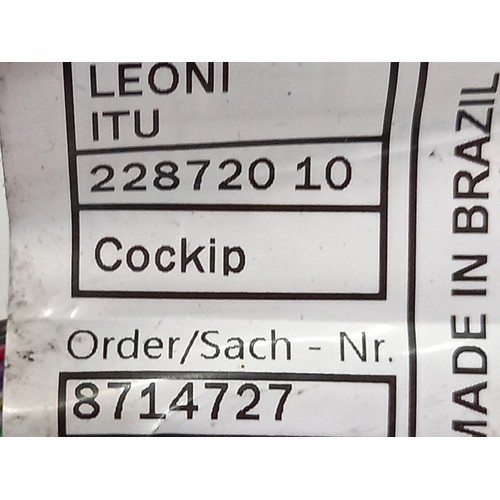 LEONI
ITU
228720 10
Cockip
Order/Sach - Nr.
8714727
MADE IN BRAZIL